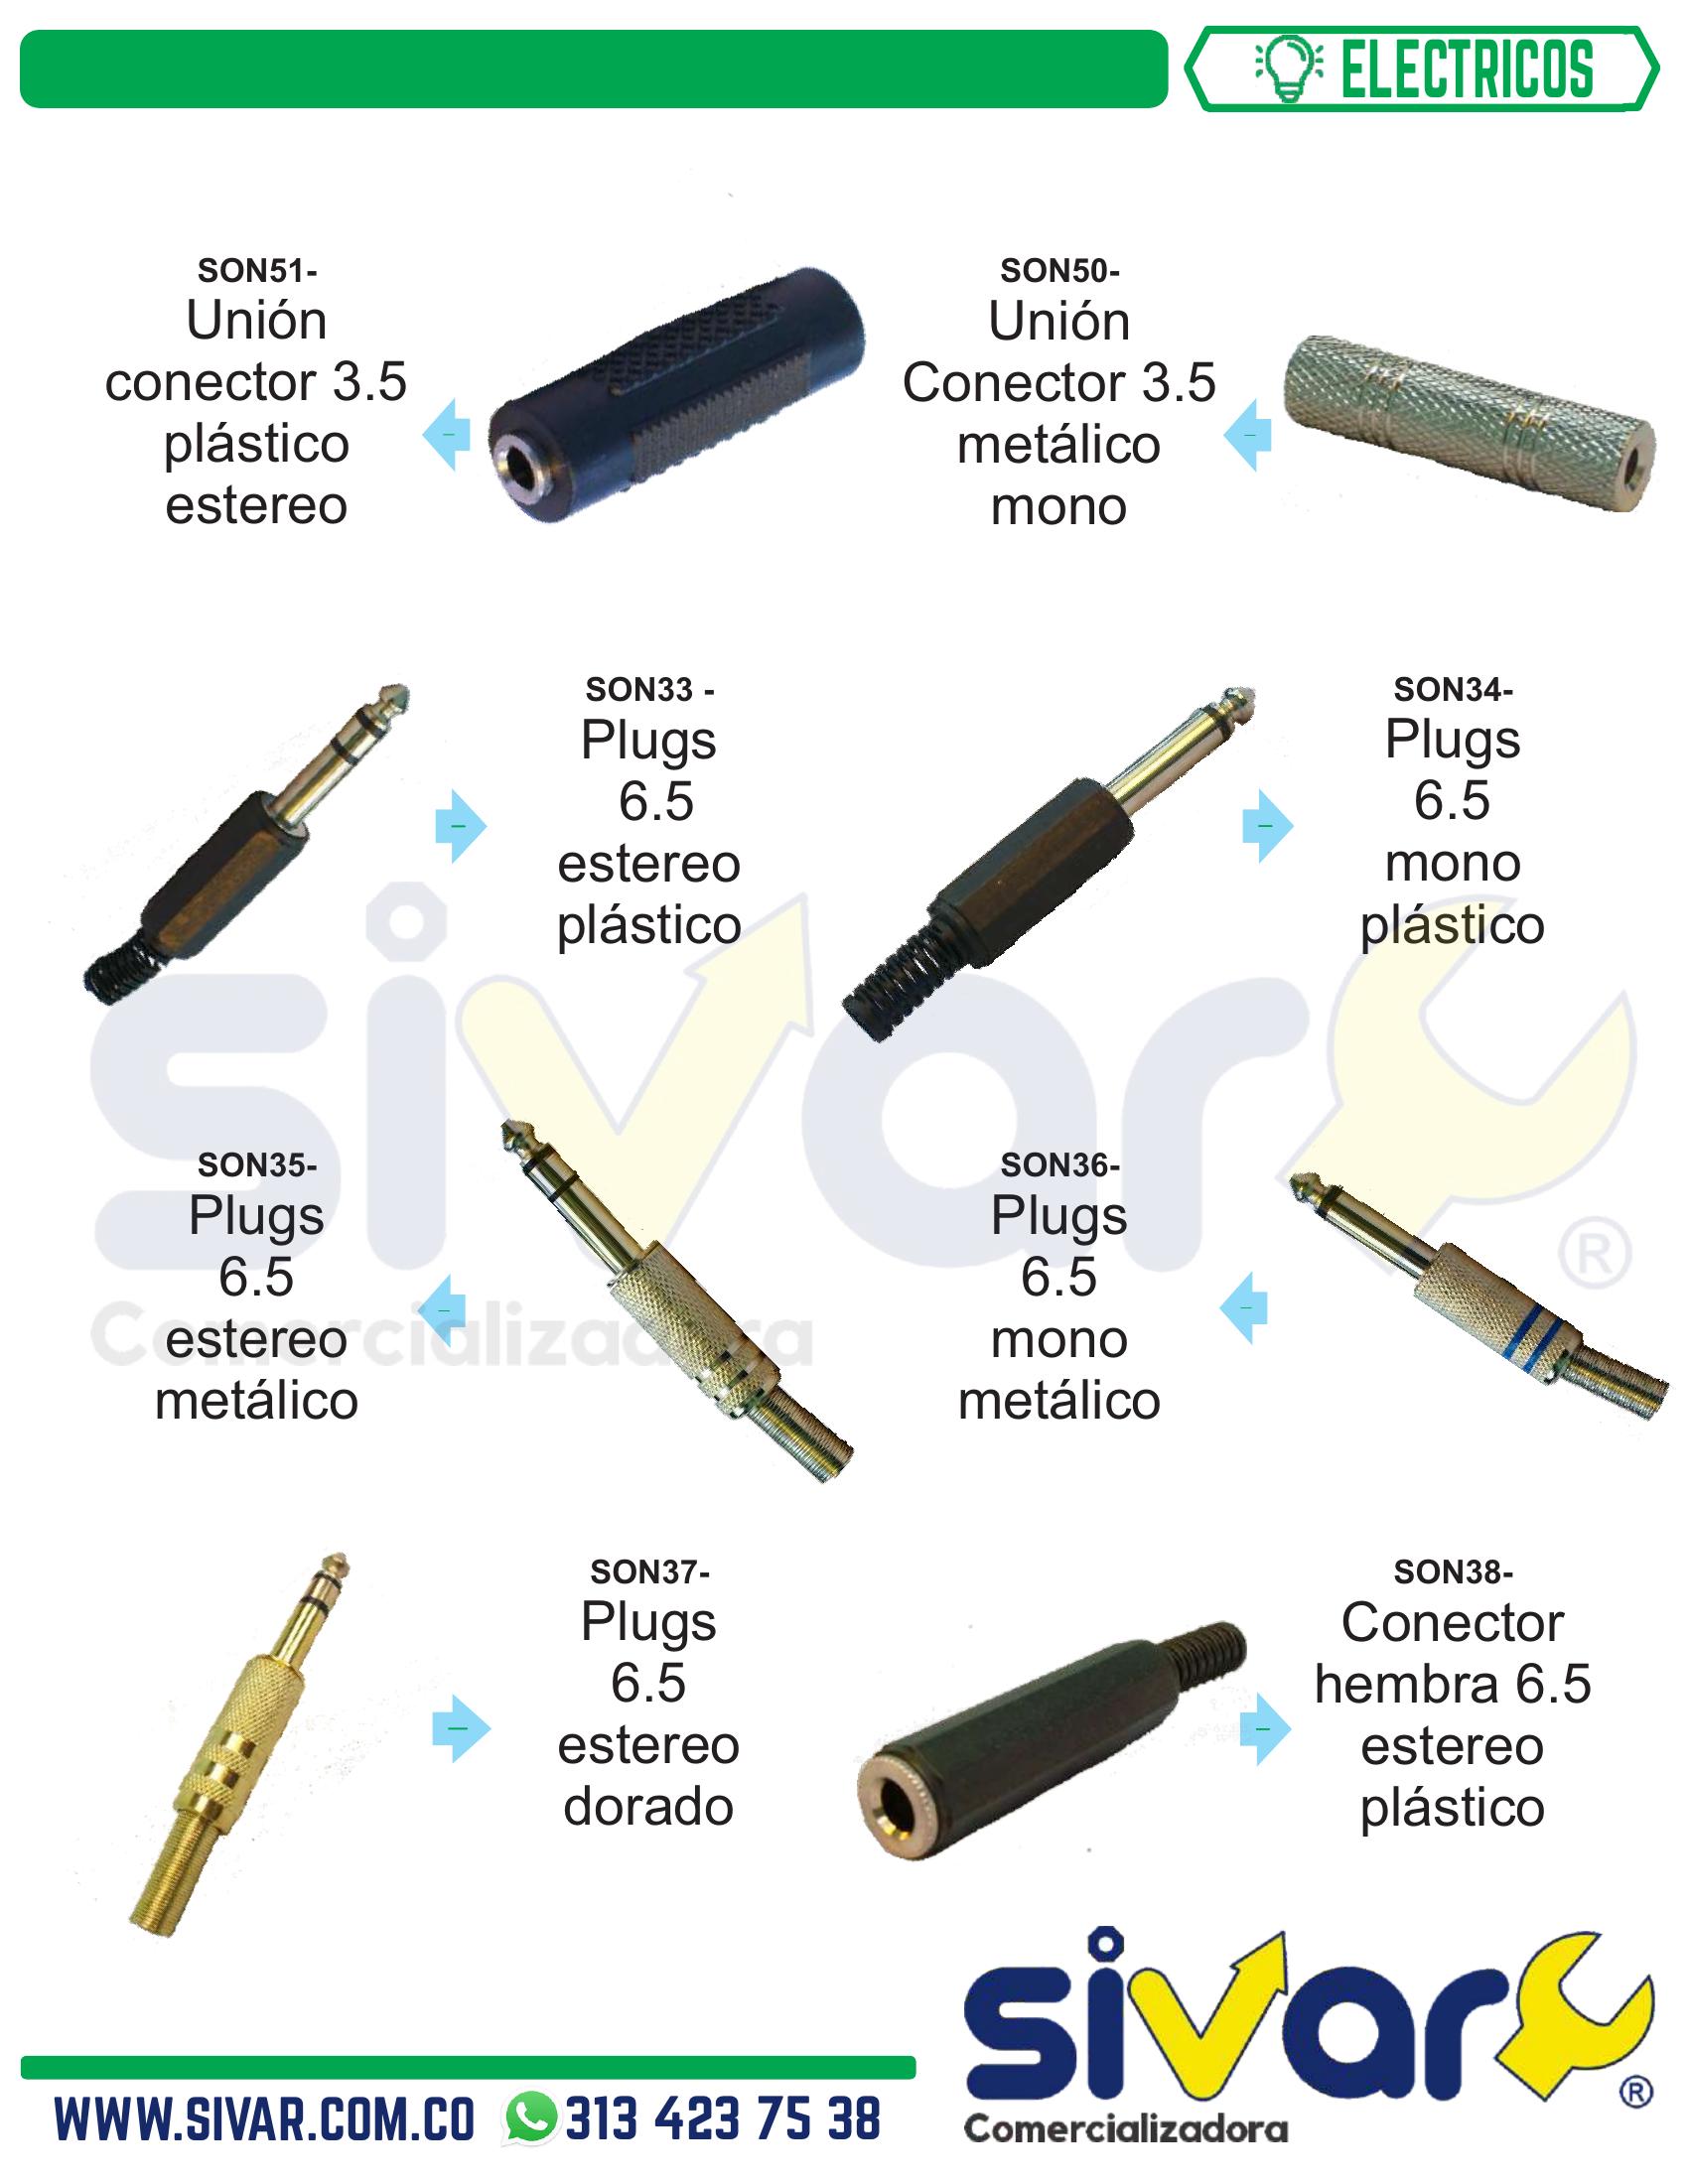 ELECTRICOS
SON51-
Unión
conector 3.5
plástico
estereo
SON50-
Unión
Conector 3.5
metálico
mono
SON33 -
Plugs
6.5
estereo
plástico
SON34-
Plugs
6.5
mono
plástico
SON35-
Plugs
6.5
estereo
metálico
SON36-
Plugs
6.5
mono
metálico
sivar
®
Comercializadora
SON37-
Plugs
6.5
estereo
dorado
SON38-
Conector
hembra 6.5
estereo
plástico
sivar
®
Comercializadora
WWW.SIVAR.COM.CO 313 423 75 38